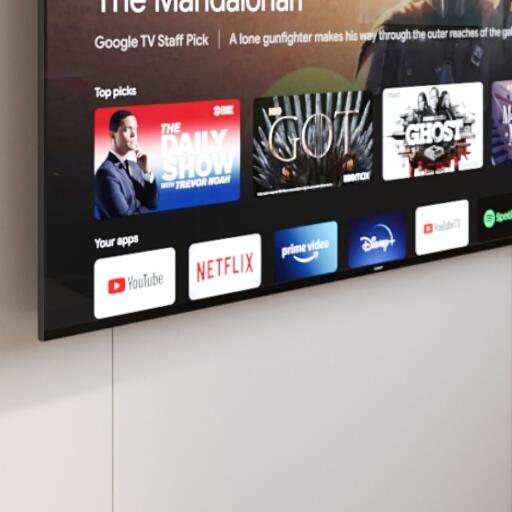 The Mandalorian
Google TV Staff Pick | A lone gunfighter makes his way through the outer reaches of the
Top picks
THE
DAILY
SHOW
WITH TREVOR NOAH
GOT
HBOMAX
GHOST
Your apps
YouTube
NETFLIX
prime video
Disney+
YouTube TV